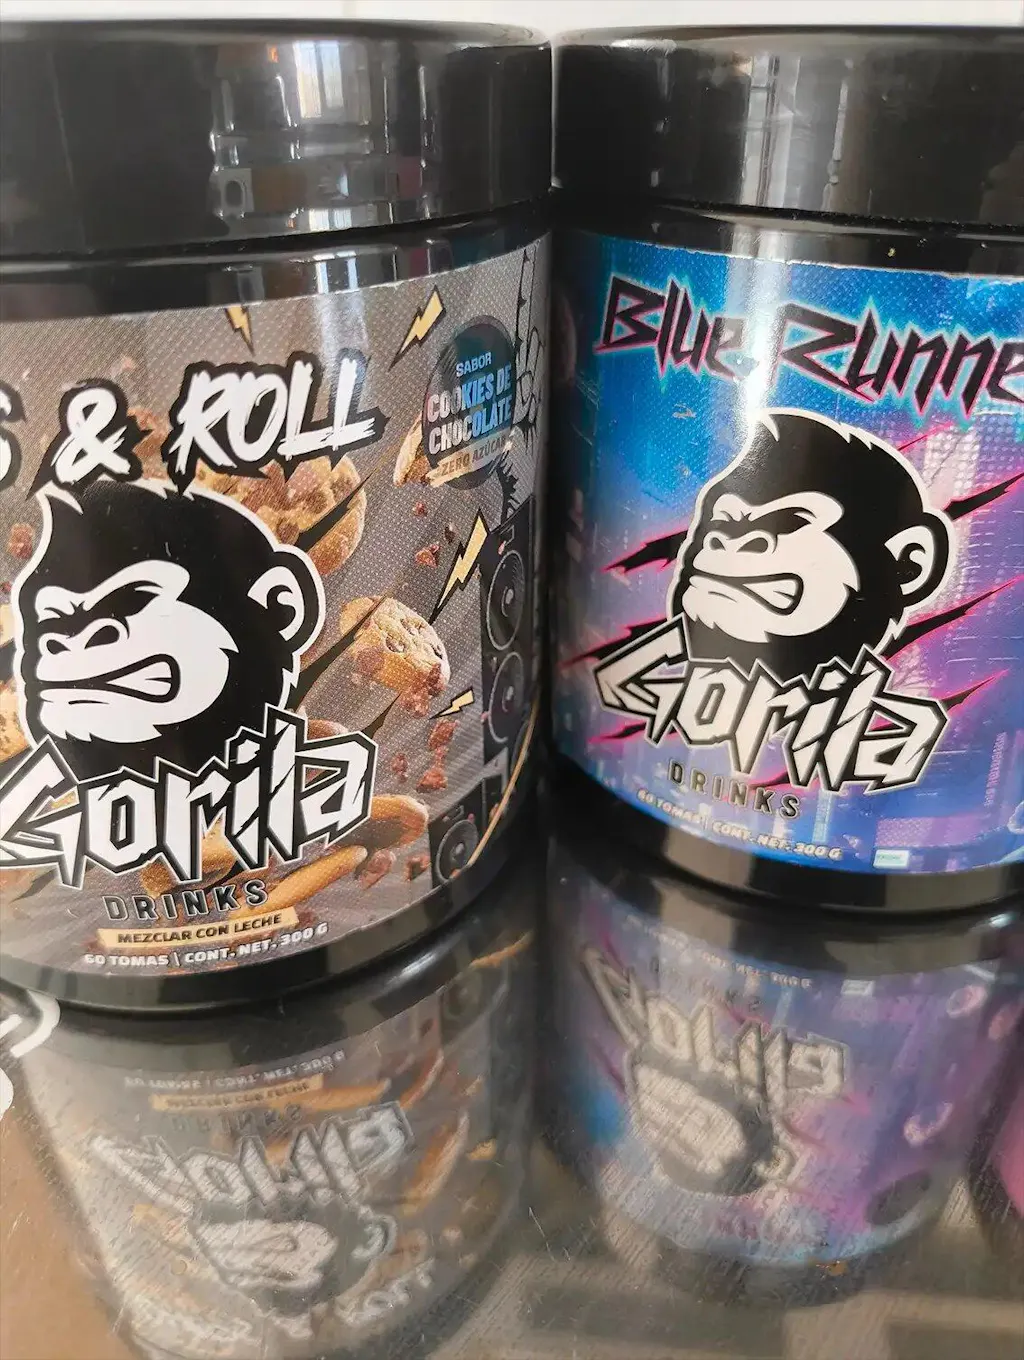 & ROLL
SABOR
COOKIES DE
CHOCOLATE
ZERO AZÚCAR
Gorila
DRINKS
MEZCLAR CON LECHE
60 TOMAS | CONT. NET. 300 G
Blue Runne
Gorila
DRINKS
60 TOMAS | CONT. NET. 300 G